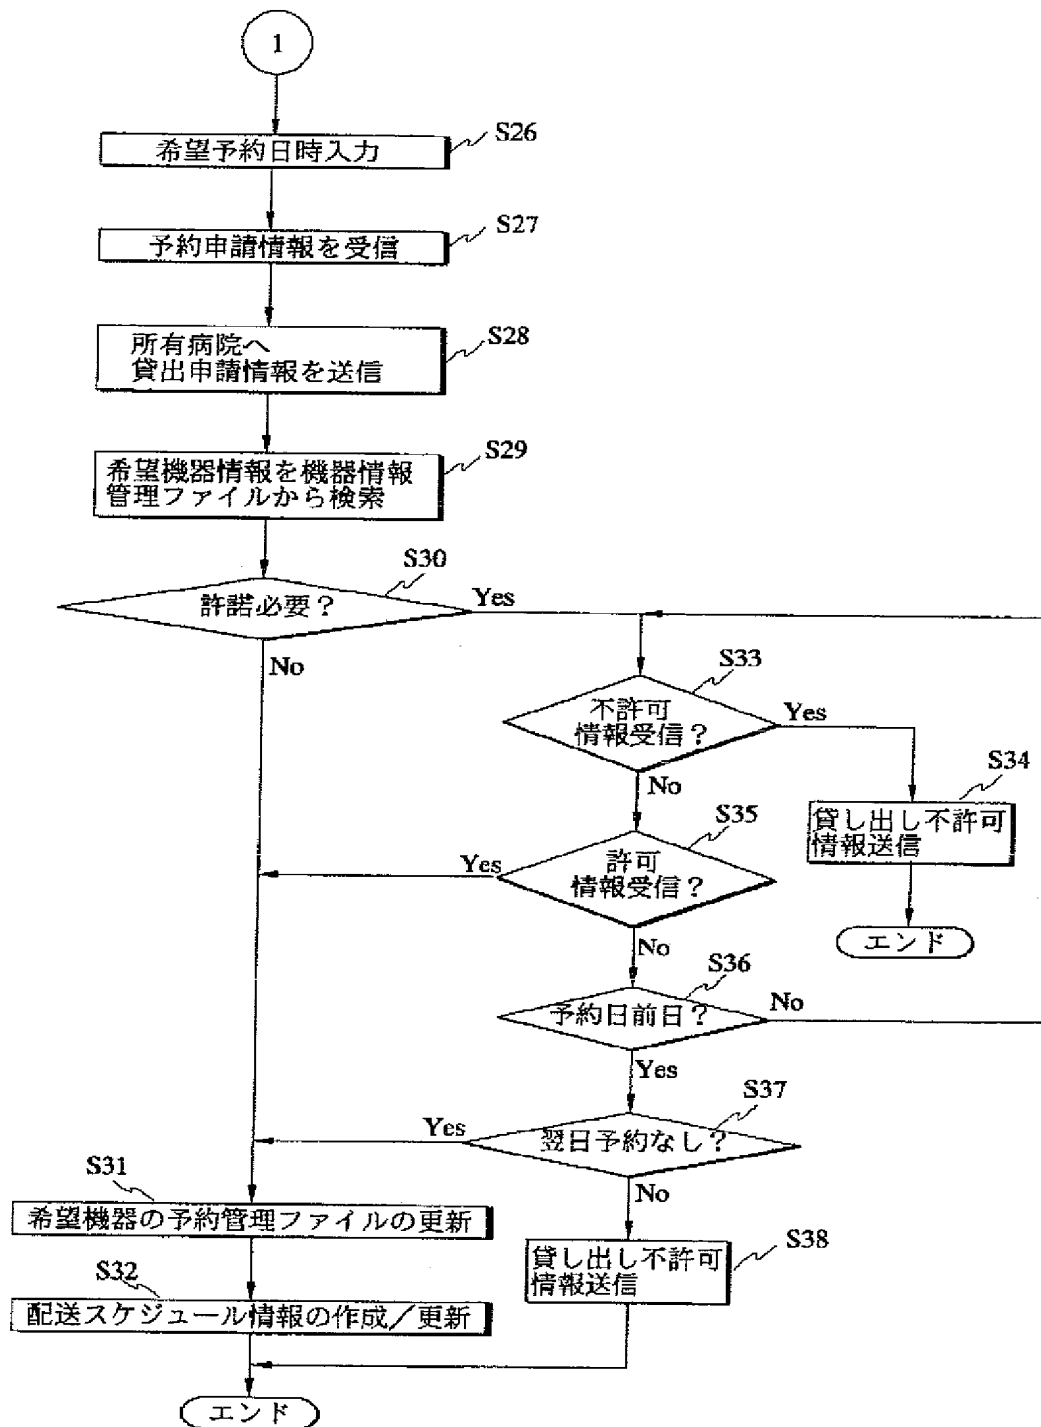 1
S26
希望予約日時入力
S27
予約申請情報を受信
S28
所有病院へ
貸出申請情報を送信
S29
希望機器情報を機器情報
管理ファイルから検索
S30
許諾必要？
Yes
No
S33
不許可
情報受信？
Yes
No
S34
貸し出し不許可
情報送信
エンド
S35
許可
情報受信？
Yes
No
S36
予約日前日？
No
Yes
S37
翌日予約なし？
Yes
No
S31
希望機器の予約管理ファイルの更新
S38
貸し出し不許可
情報送信
S32
配送スケジュール情報の作成／更新
エンド